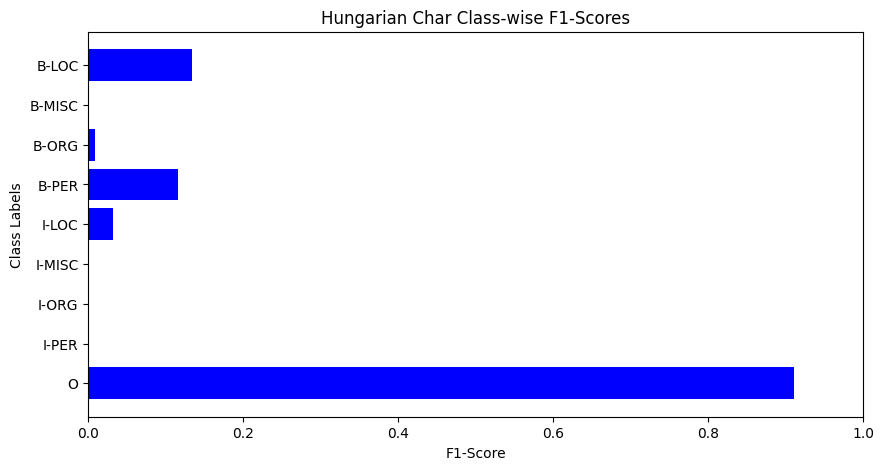 Hungarian Char Class-wise F1-Scores
Class Labels
B-LOC
B-MISC
B-ORG
B-PER
I-LOC
I-MISC
I-ORG
I-PER
O
0.0 0.2 0.4 0.6 0.8 1.0
F1-Score